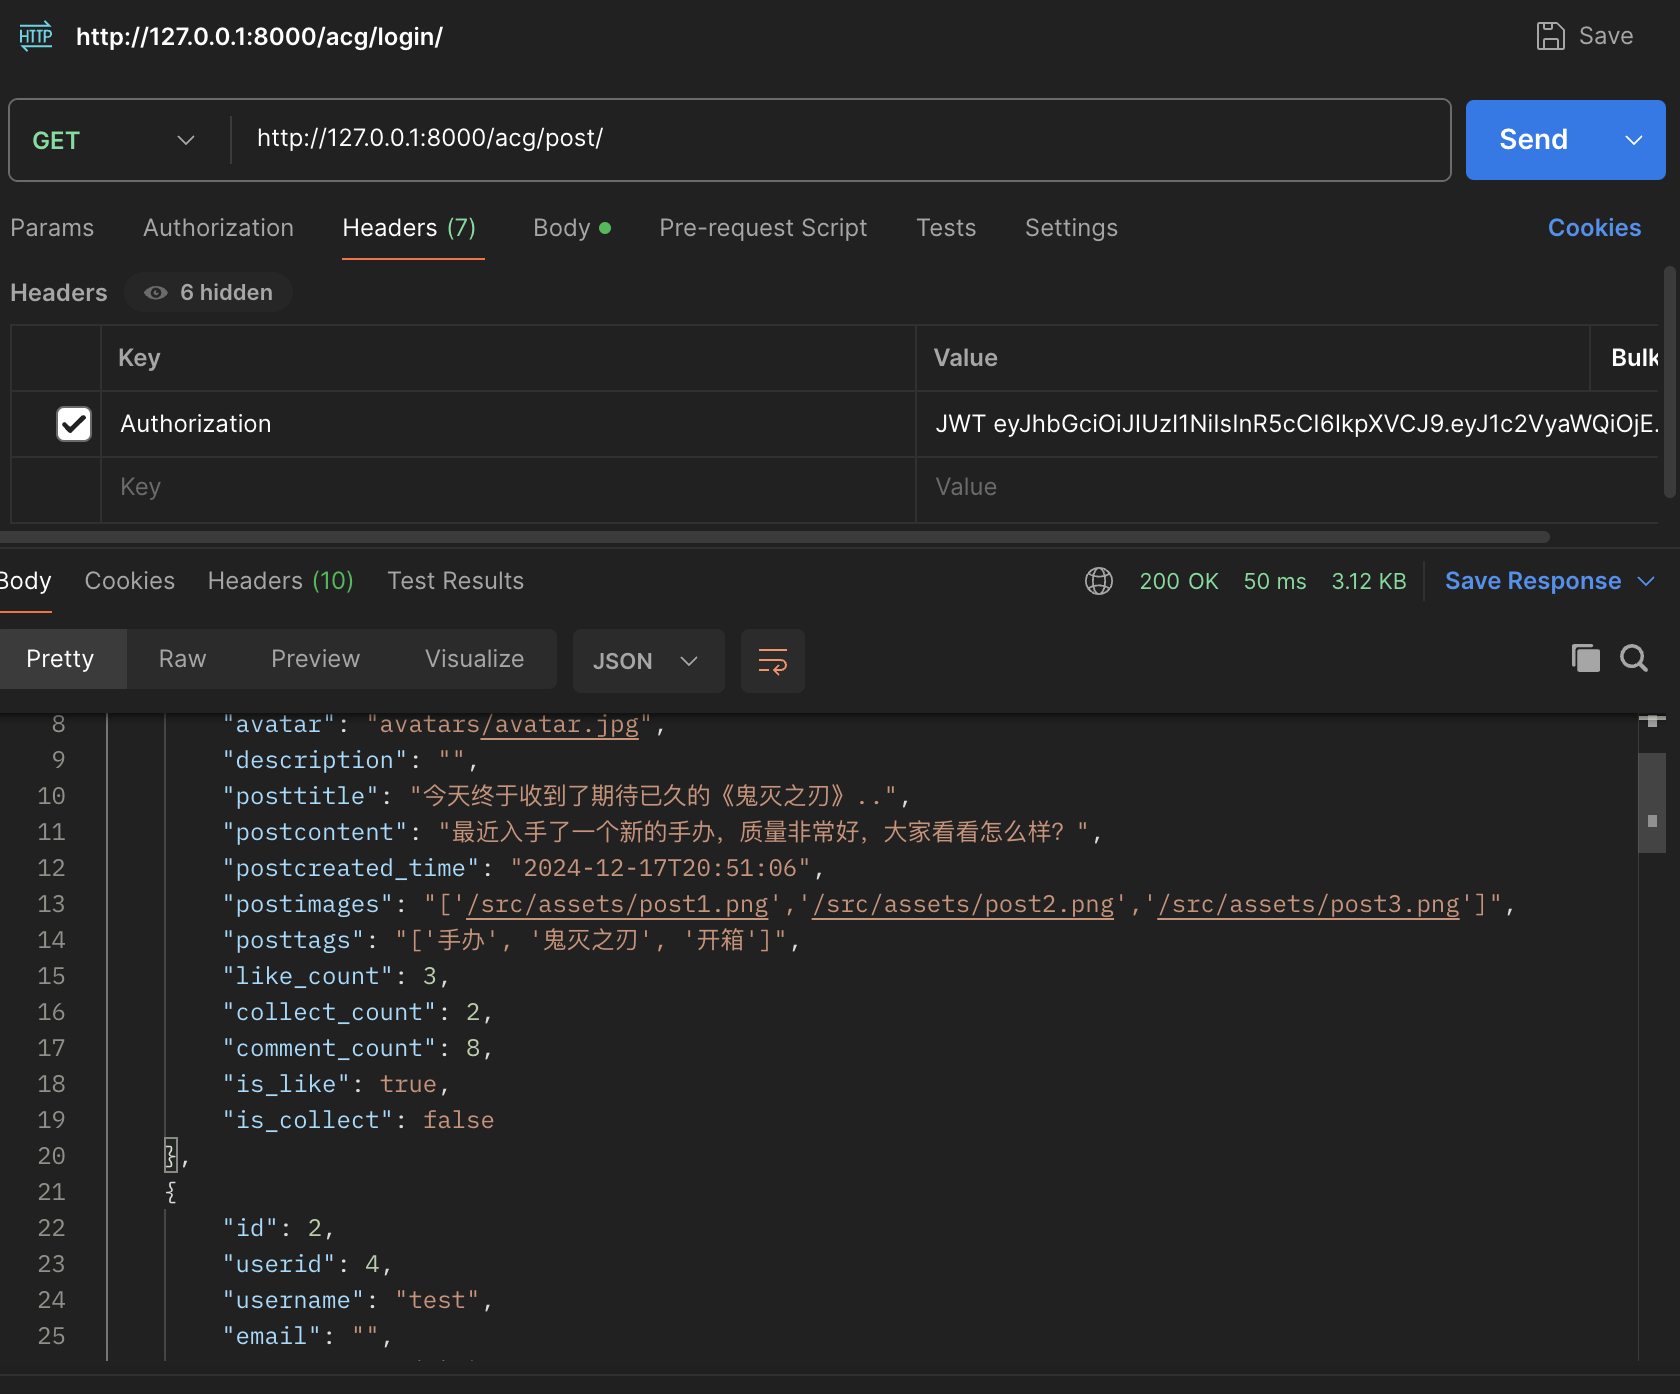 HTTP http://127.0.0.1:8000/acg/login/ Save
GET http://127.0.0.1:8000/acg/post/ Send
Params Authorization Headers (7) Body Pre-request Script Tests Settings Cookies
Headers 6 hidden
Key Value Bulk
Authorization JWT eyJhbGciOiJIUzI1NiIsInR5cCI6IkpXVCJ9.eyJ1c2VyaWQiOjE.
Key Value
Body Cookies Headers (10) Test Results 200 OK 50 ms 3.12 KB Save Response
Pretty Raw Preview Visualize JSON
8 "avatar": "avatars/avatar.jpg",
9 "description": "",
10 "posttitle": "今天终于收到了期待已久的《鬼灭之刃》..",
11 "postcontent": "最近入手了一个新的手办，质量非常好，大家看看怎么样？",
12 "postcreated_time": "2024-12-17T20:51:06",
13 "postimages": "['/src/assets/post1.png','/src/assets/post2.png','/src/assets/post3.png']",
14 "posttags": "['手办', '鬼灭之刃', '开箱']",
15 "like_count": 3,
16 "collect_count": 2,
17 "comment_count": 8,
18 "is_like": true,
19 "is_collect": false
20 },
21 {
22 "id": 2,
23 "userid": 4,
24 "username": "test",
25 "email": "",